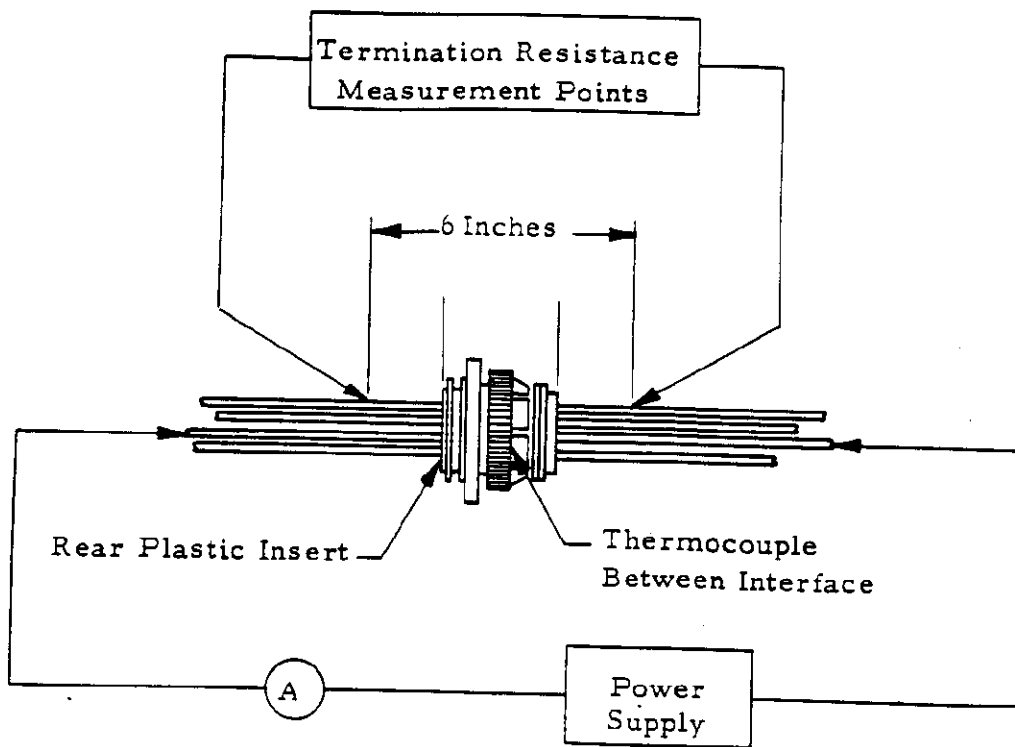 Termination Resistance
Measurement Points
6 Inches
Rear Plastic Insert
Thermocouple
Between Interface
A
Power
Supply